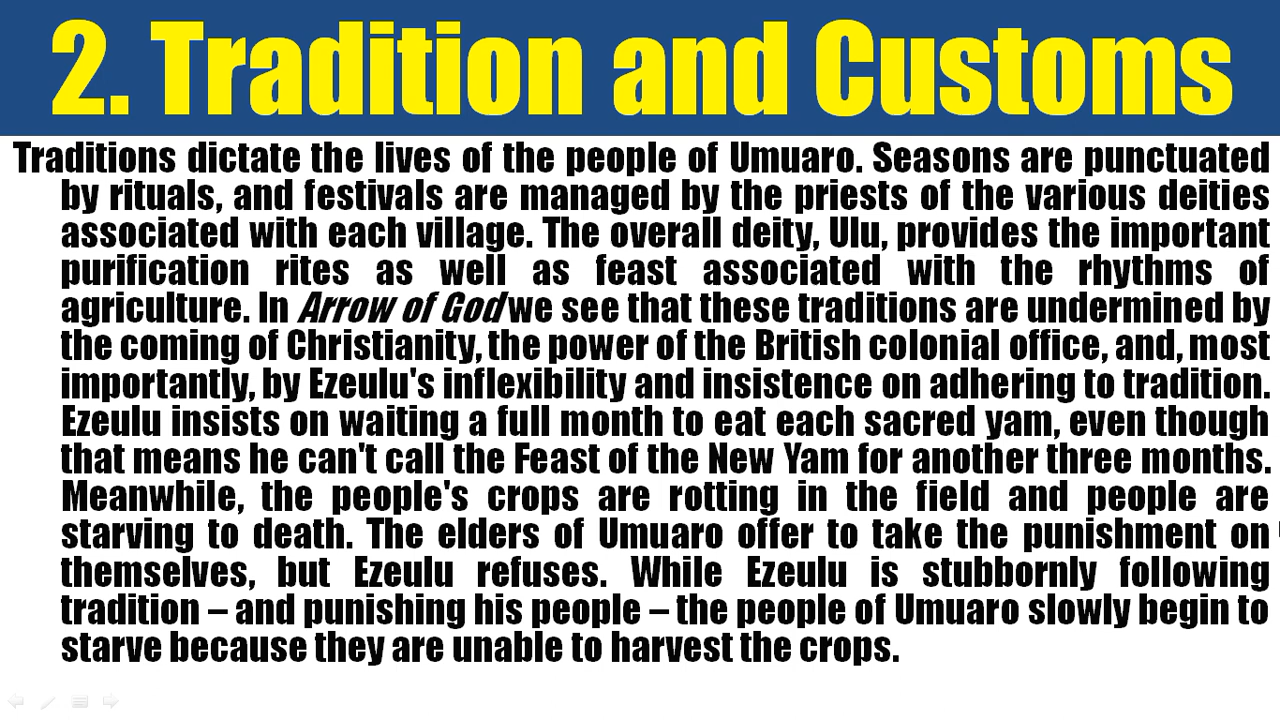 2. Tradition and Customs
Traditions dictate the lives of the people of Umuaro. Seasons are punctuated
by rituals, and festivals are managed by the priests of the various deities
associated with each village. The overall deity, Ulu, provides the important
purification rites as well as feast associated with the rhythms of
agriculture. In Arrow of God we see that these traditions are undermined by
the coming of Christianity, the power of the British colonial office, and, most
importantly, by Ezeulu's inflexibility and insistence on adhering to tradition.
Ezeulu insists on waiting a full month to eat each sacred yam, even though
that means he can't call the Feast of the New Yam for another three months.
Meanwhile, the people's crops are rotting in the field and people are
starving to death. The elders of Umuaro offer to take the punishment on
themselves, but Ezeulu refuses. While Ezeulu is stubbornly following
tradition – and punishing his people – the people of Umuaro slowly begin to
starve because they are unable to harvest the crops.